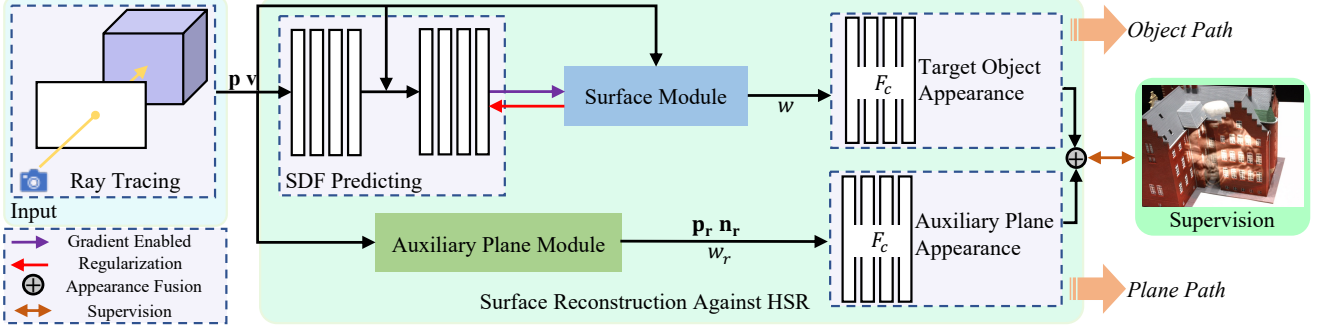 Ray Tracing
Input
p v
SDF Predicting
Surface Module
w
F_c
Target Object
Appearance
Object Path
Auxiliary Plane Module
p_r n_r
w_r
F_c
Auxiliary Plane
Appearance
Plane Path
Supervision
Gradient Enabled
Regularization
Appearance Fusion
Supervision
Surface Reconstruction Against HSR